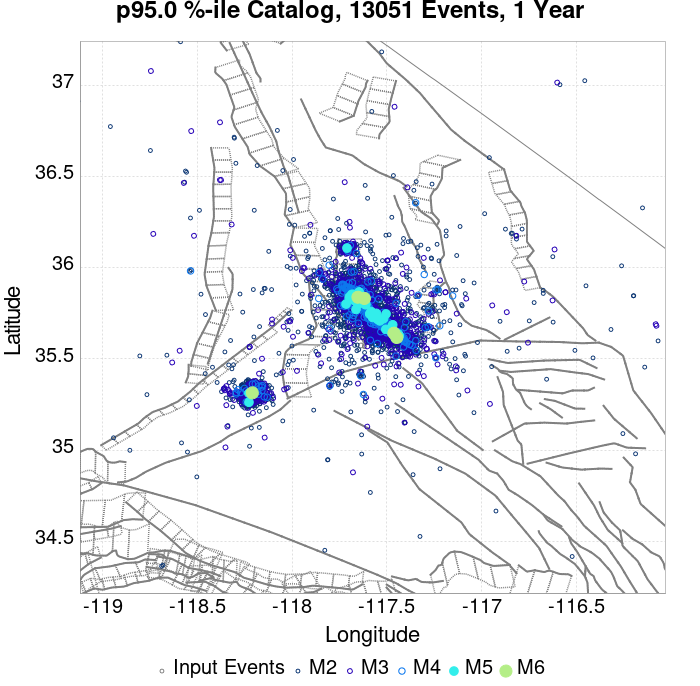 p95.0 %-ile Catalog, 13051 Events, 1 Year
37
36.5
36
35.5
35
34.5
Latitude
-119 -118.5 -118 -117.5 -117 -116.5
Longitude
Input Events M2 M3 M4 M5 M6